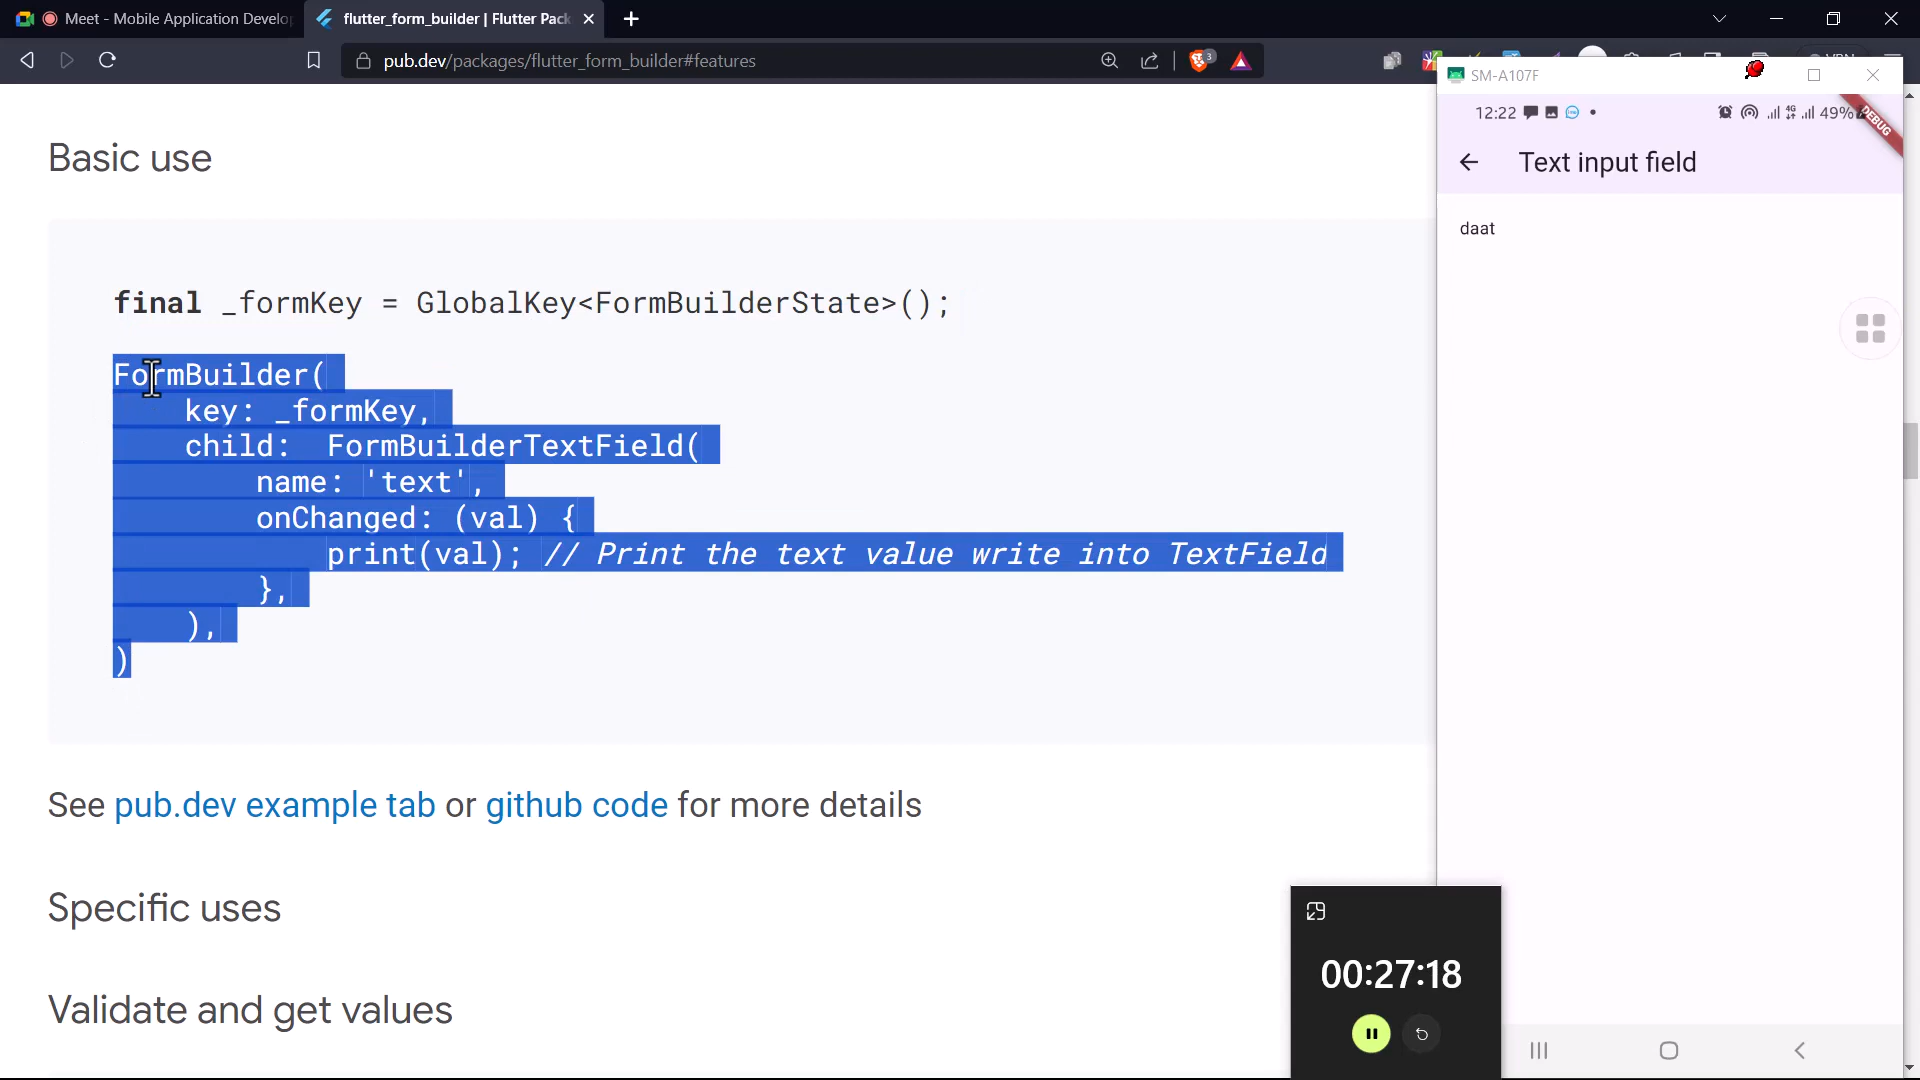 Meet - Mobile Application Develo
flutter_form_builder | Flutter Pack
pub.dev/packages/flutter_form_builder#features
3
Basic use
final _formKey = GlobalKey<FormBuilderState>();
FormBuilder(
key: _formKey,
child: FormBuilderTextField(
name: 'text',
onChanged: (val) {
print(val); // Print the text value write into TextField
},
),
)
See pub.dev example tab or github code for more details
Specific uses
Validate and get values
SM-A107F
12:22
4G
49%
DEBUG
Text input field
daat
00:27:18